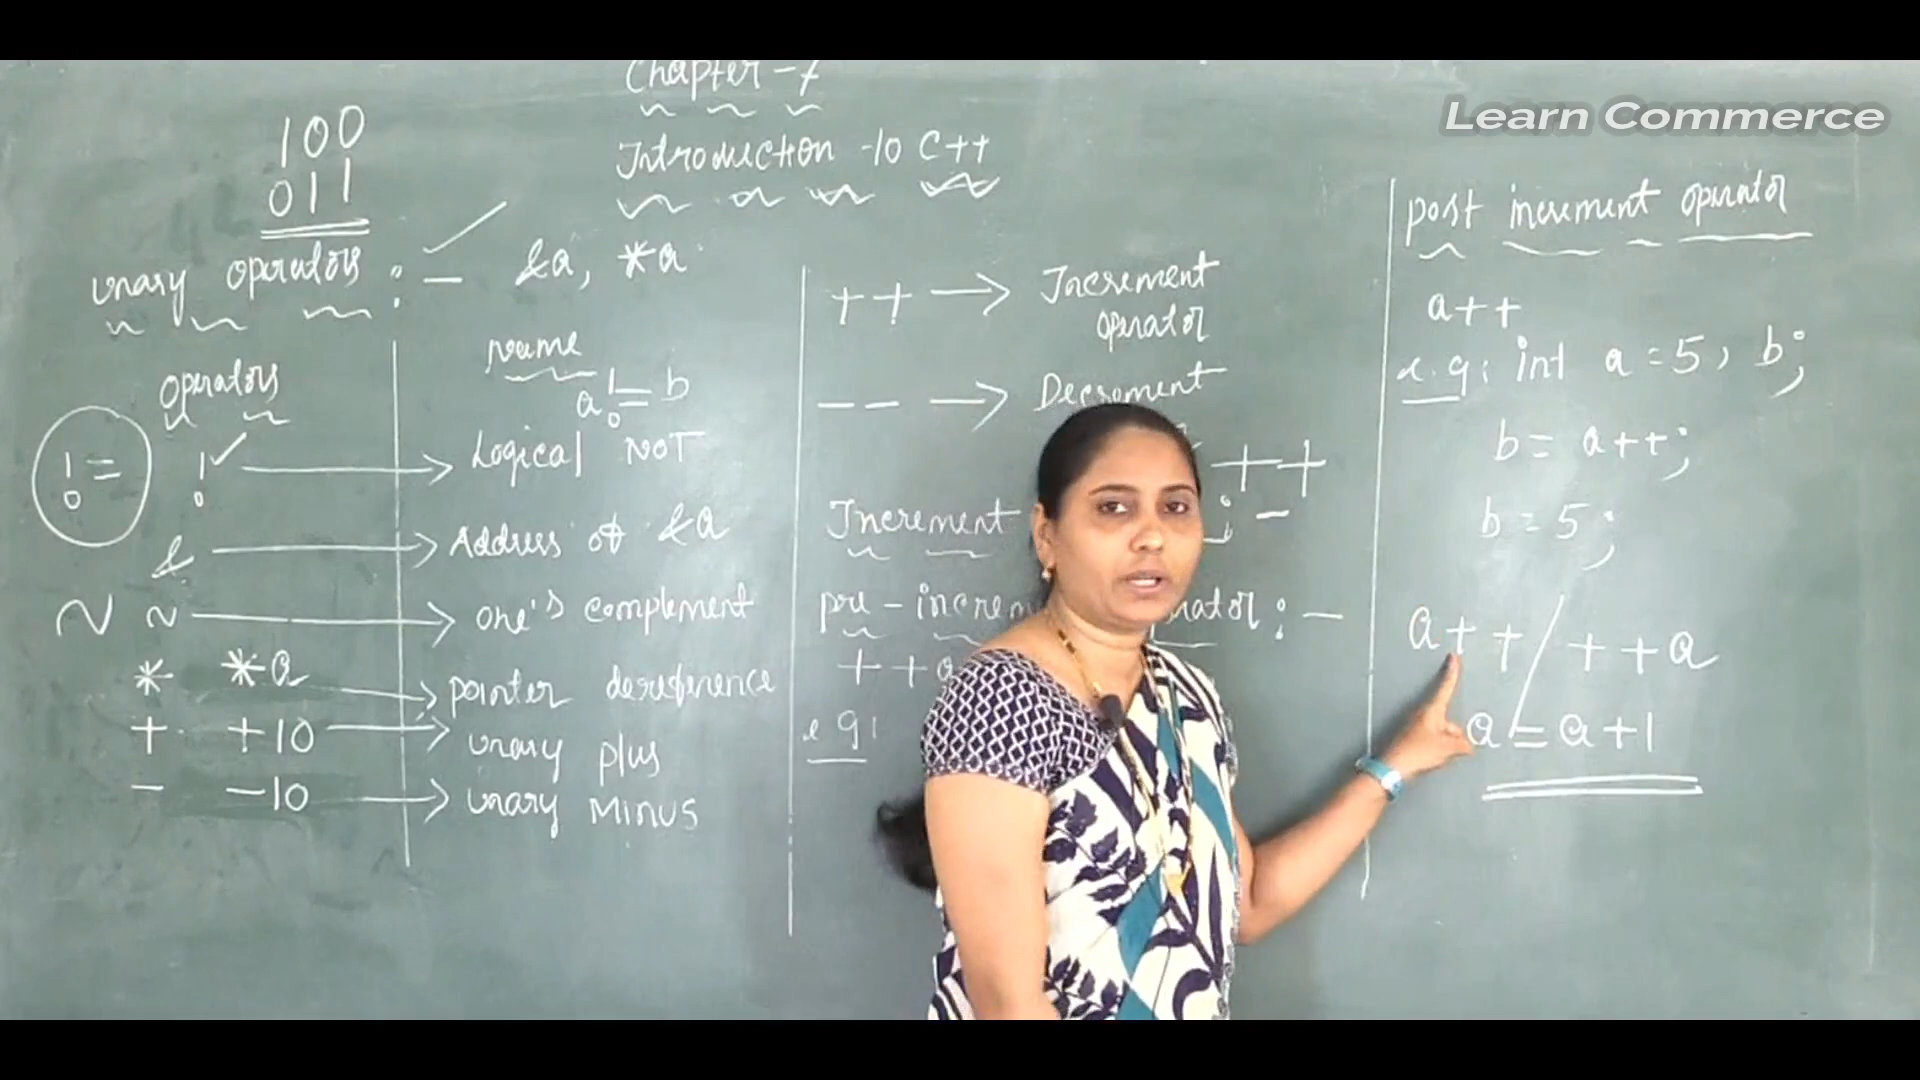 Learn Commerce
Chapter - 7
Introduction to C++
100
011
unary operators : - &a, *a
operators
Name
a != b
!= ! → Logical NOT
& → Address of &a
~ ~ → one's complement
* *a → pointer dereference
+ +10 → unary plus
- -10 → unary MINUS
++ → Increment operator
-- → Decrement
++
Increment : -
pre - increm rator : -
++a
e g:
post increment operator
a++
e.g: int a = 5, b;
b = a++;
b = 5;
a++ / ++a
a = a+1